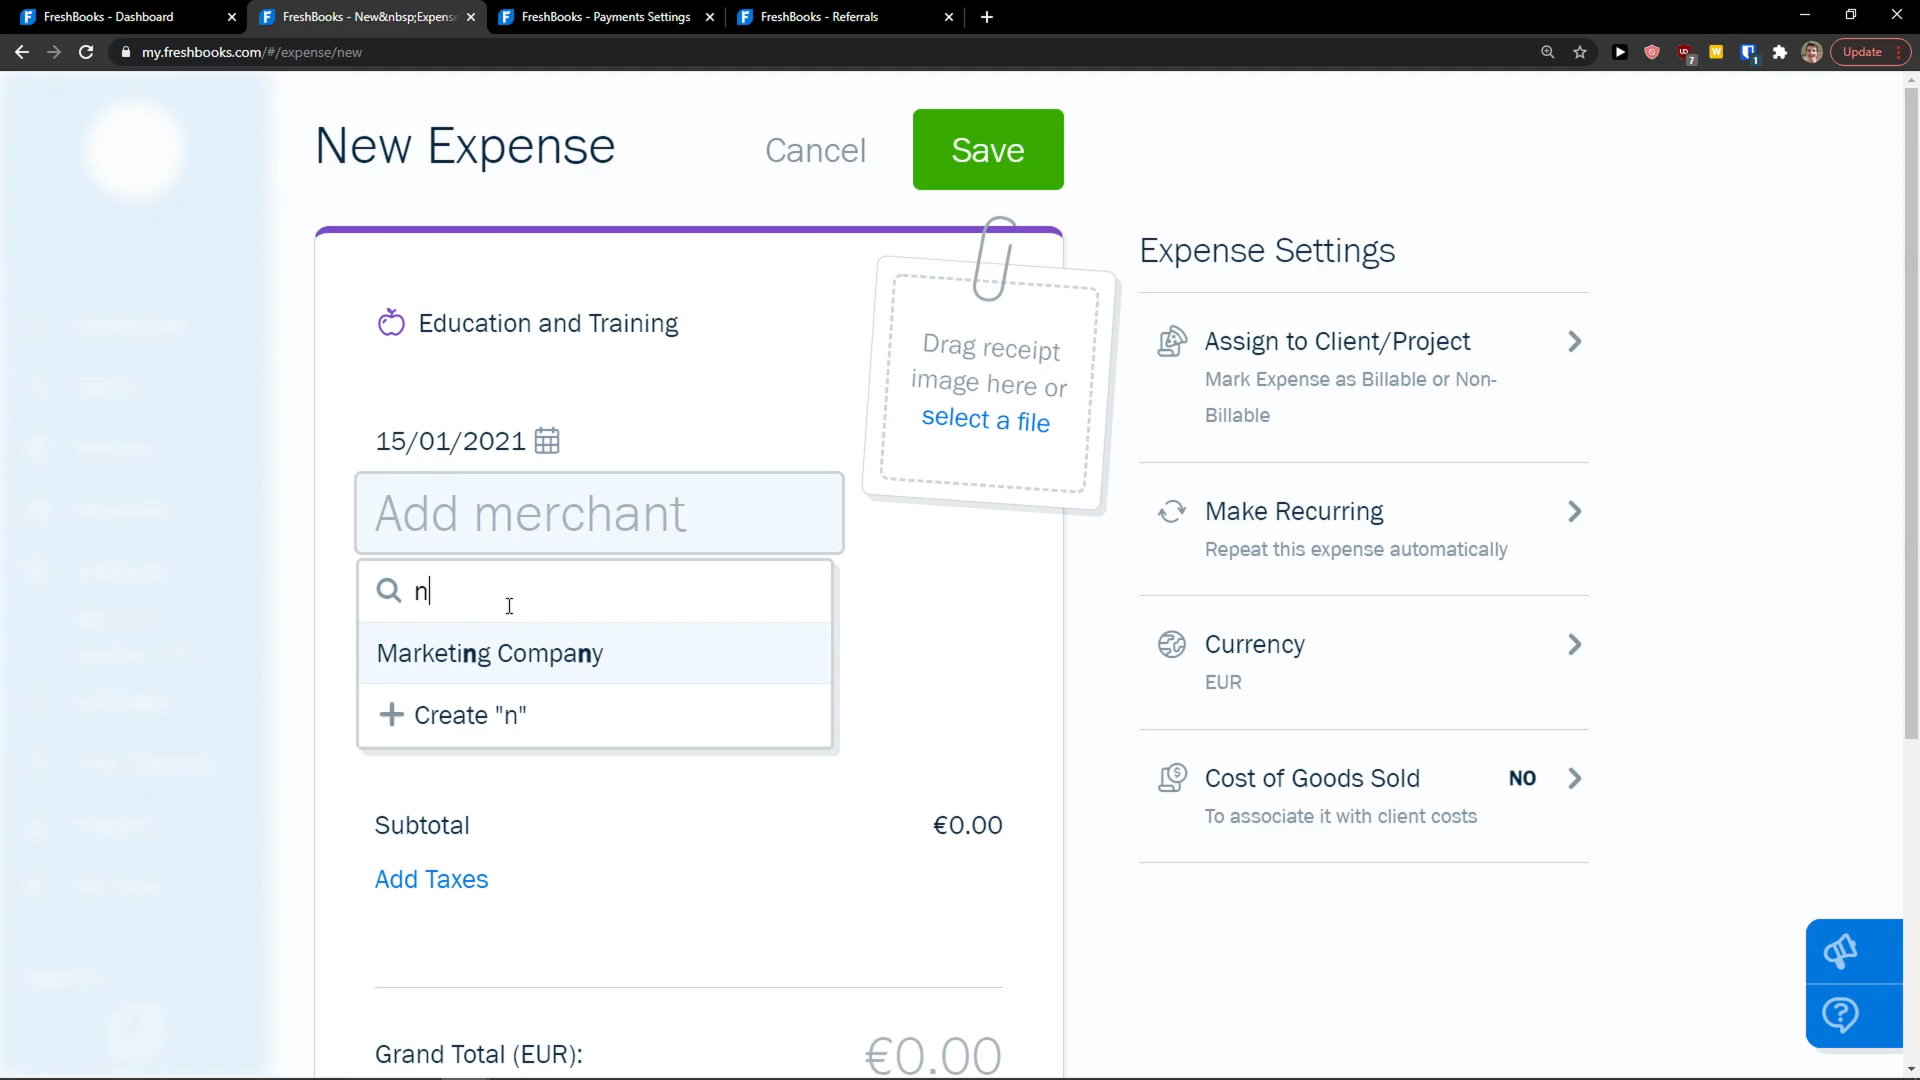 FreshBooks - Dashboard
FreshBooks - New&nbsp;Expense
FreshBooks - Payments Settings
FreshBooks - Referrals
my.freshbooks.com/#/expense/new
7
W
1
Update
New Expense
Cancel
Save
Education and Training
Drag receipt
image here or
select a file
15/01/2021
Add merchant
n
Marketing Company
Create "n"
Subtotal
€0.00
Add Taxes
Grand Total (EUR):
€0.00
Expense Settings
Assign to Client/Project
Mark Expense as Billable or Non-
Billable
Make Recurring
Repeat this expense automatically
Currency
EUR
Cost of Goods Sold
NO
To associate it with client costs